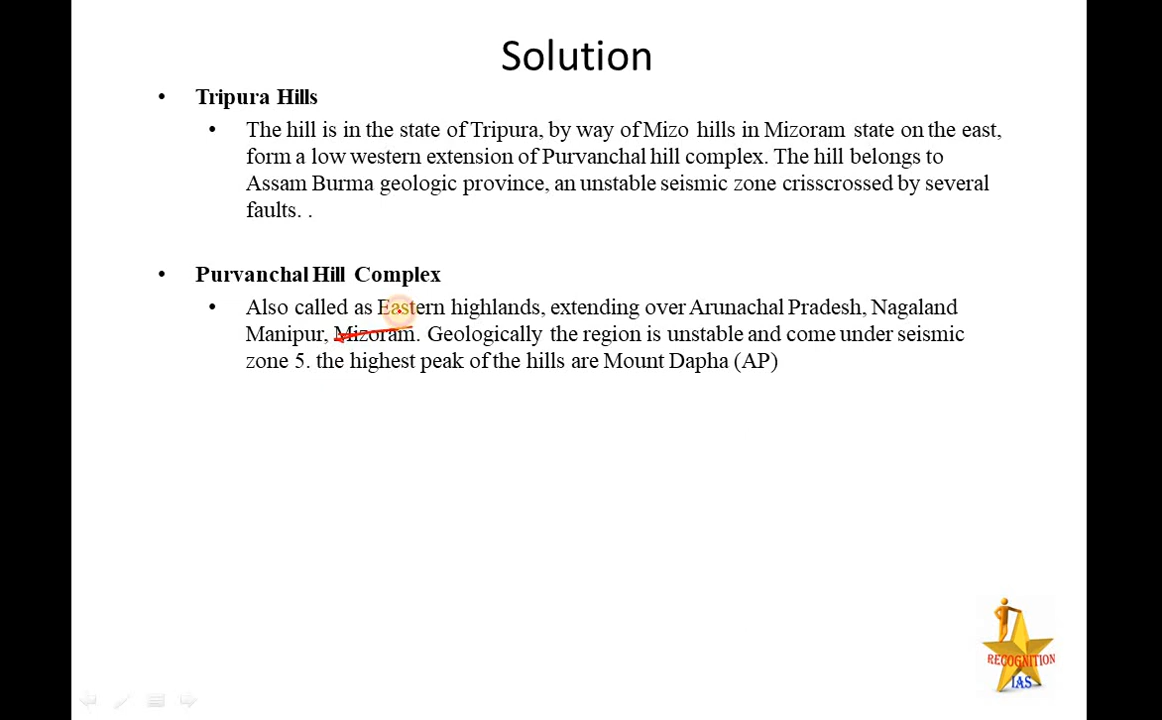 Solution
• Tripura Hills
• The hill is in the state of Tripura, by way of Mizo hills in Mizoram state on the east,
form a low western extension of Purvanchal hill complex. The hill belongs to
Assam Burma geologic province, an unstable seismic zone crisscrossed by several
faults. .
• Purvanchal Hill Complex
• Also called as Eastern highlands, extending over Arunachal Pradesh, Nagaland
Manipur, Mizoram. Geologically the region is unstable and come under seismic
zone 5. the highest peak of the hills are Mount Dapha (AP)
RECOGNITION
IAS